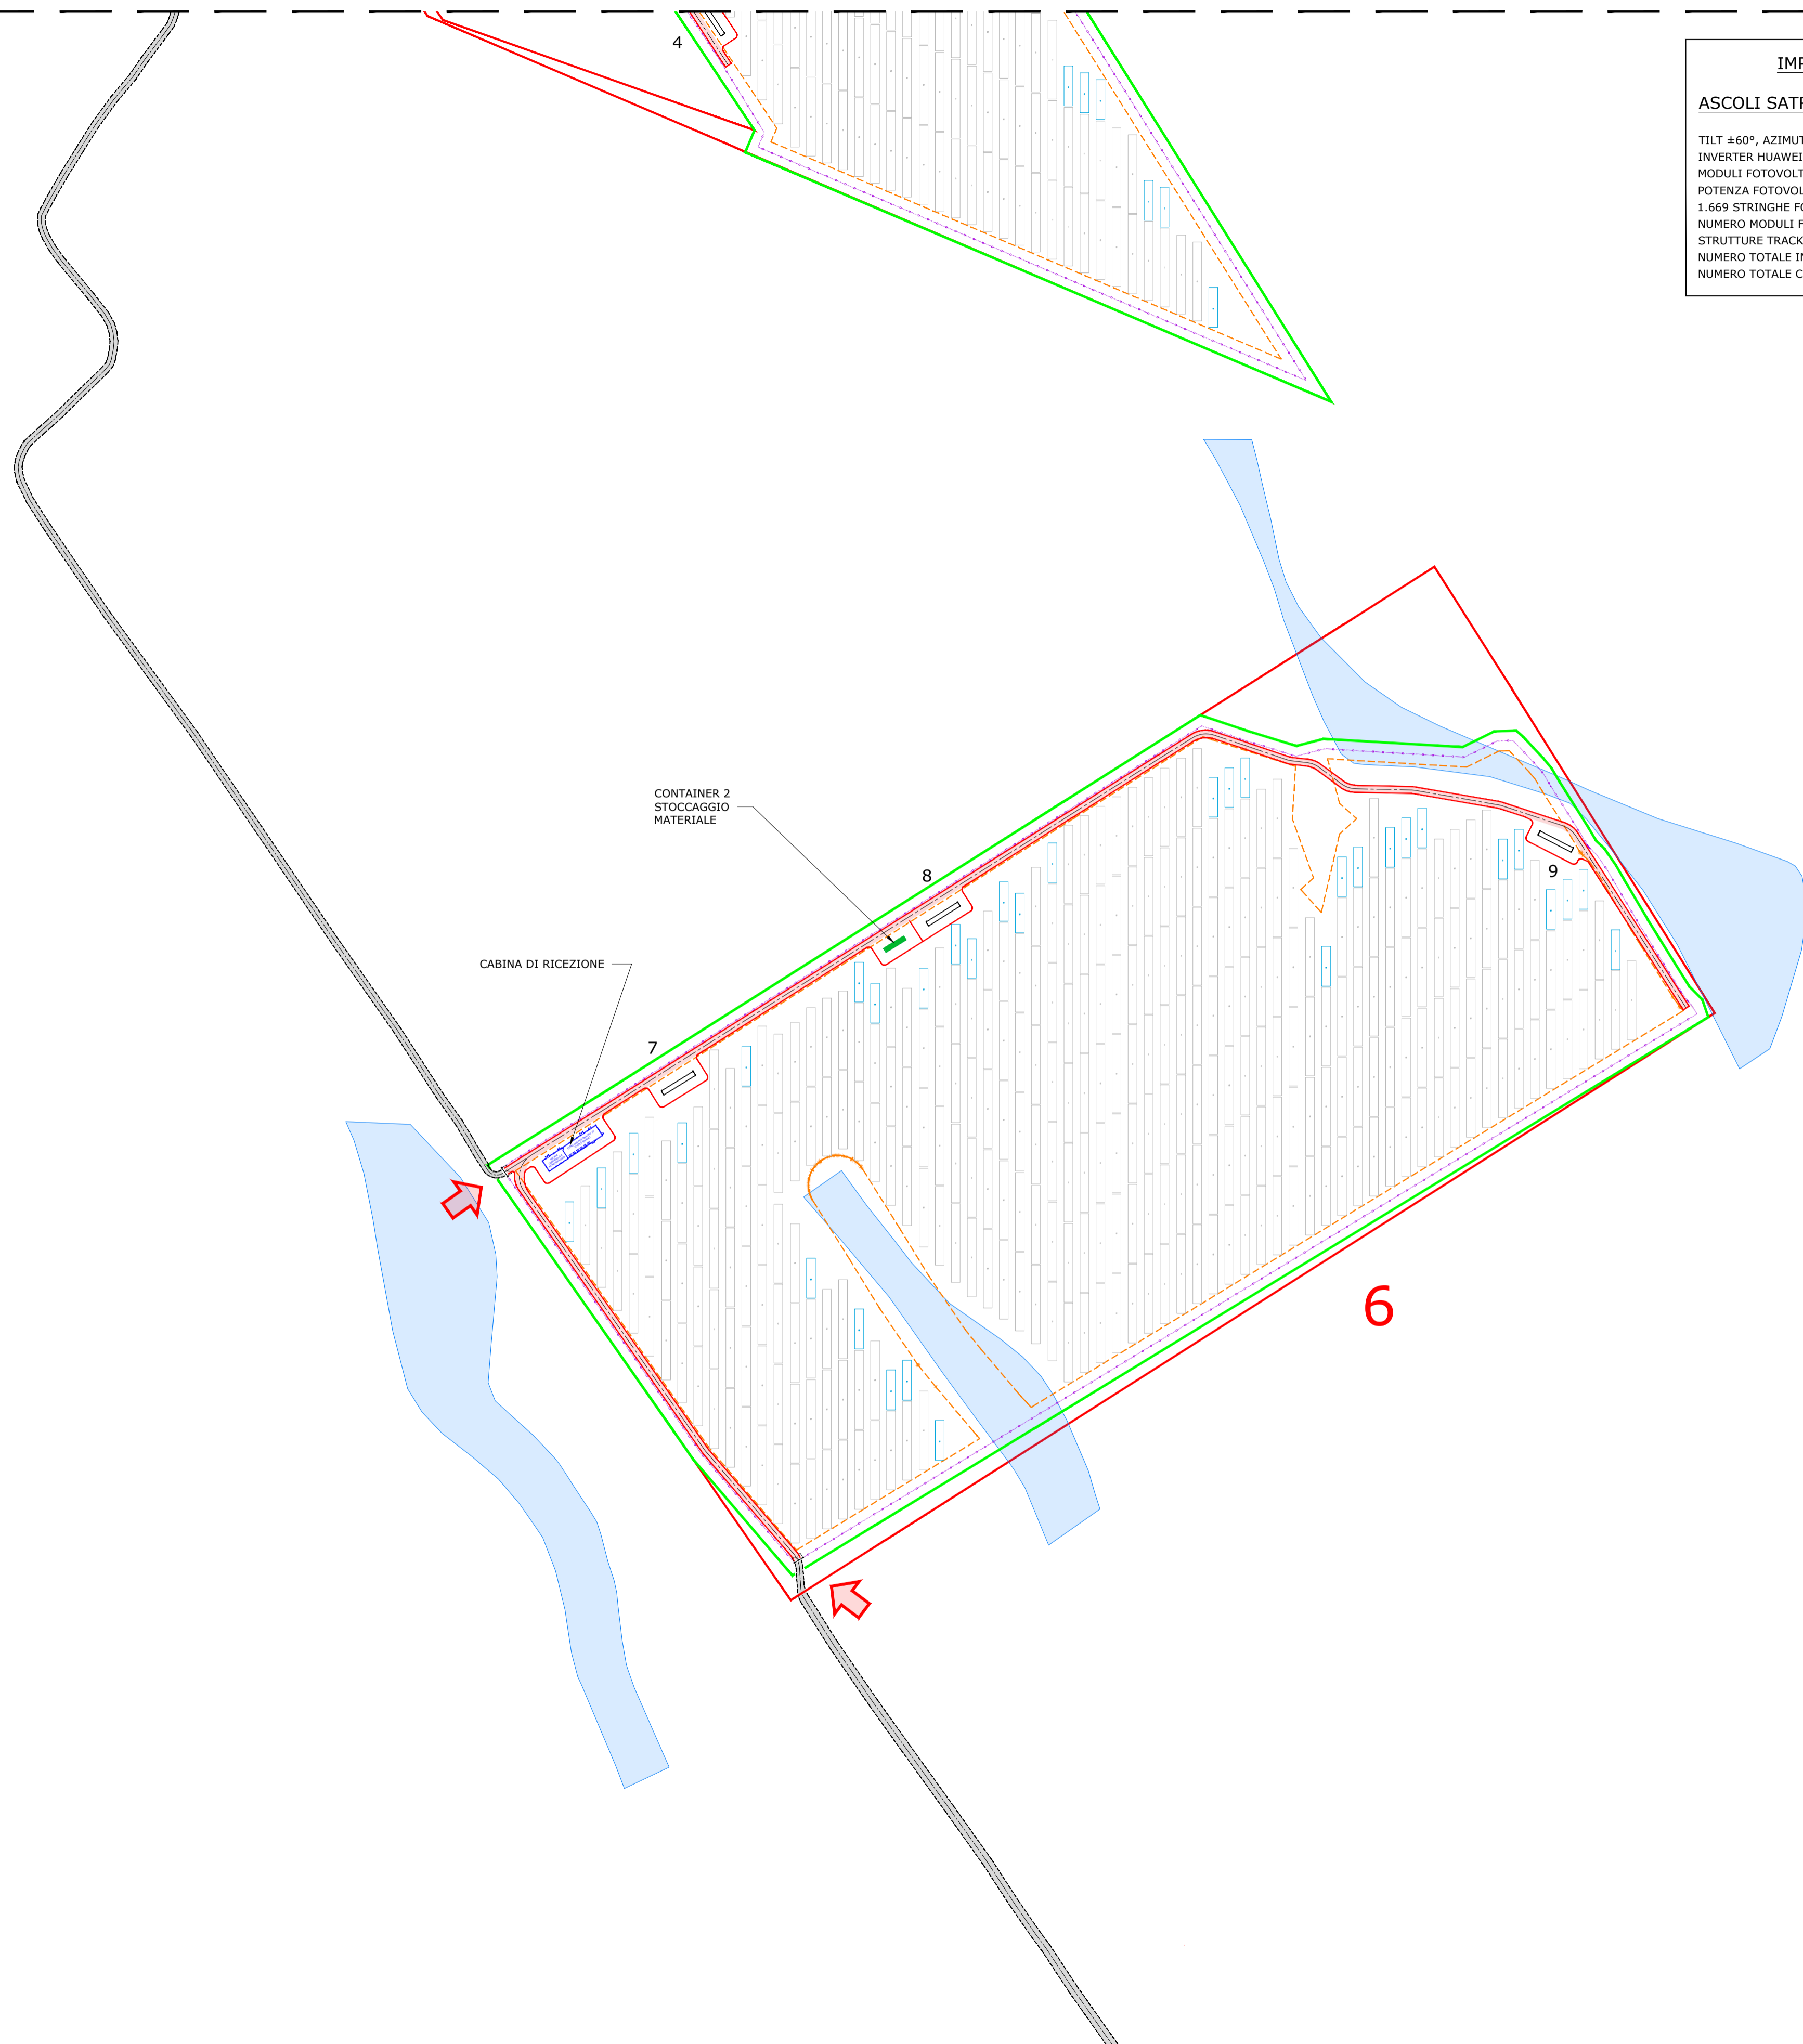 4
IMP
ASCOLI SATR
TILT ±60°, AZIMUT
INVERTER HUAWEI
MODULI FOTOVOLT
POTENZA FOTOVOL
1.669 STRINGHE FO
NUMERO MODULI F
STRUTTURE TRACK
NUMERO TOTALE IN
NUMERO TOTALE C
CONTAINER 2
STOCCAGGIO
MATERIALE
8
9
CABINA DI RICEZIONE
7
6